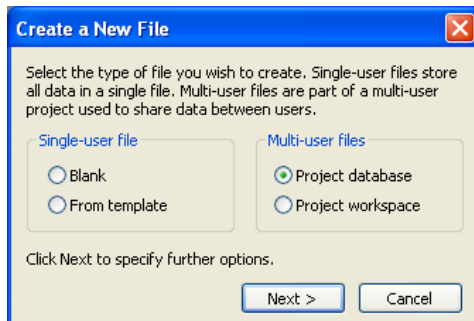 Create a New File
Select the type of file you wish to create. Single-user files store
all data in a single file. Multi-user files are part of a multi-user
project used to share data between users.
Single-user file
Blank
From template
Multi-user files
Project database
Project workspace
Click Next to specify further options.
Next >
Cancel